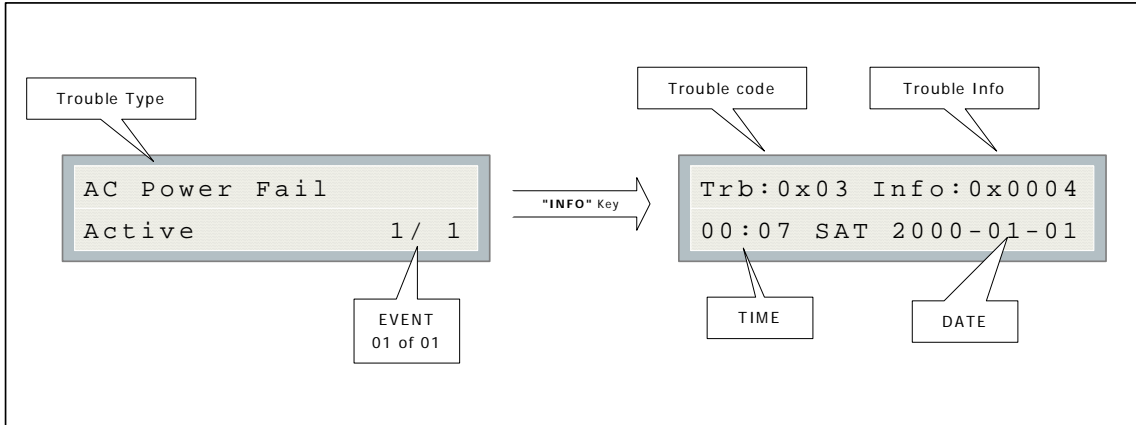 Trouble Type
Trouble code
Trouble Info
AC Power Fail
Active 1/ 1
"INFO" Key
Trb:0x03 Info:0x0004
00:07 SAT 2000-01-01
EVENT
01 of 01
TIME
DATE